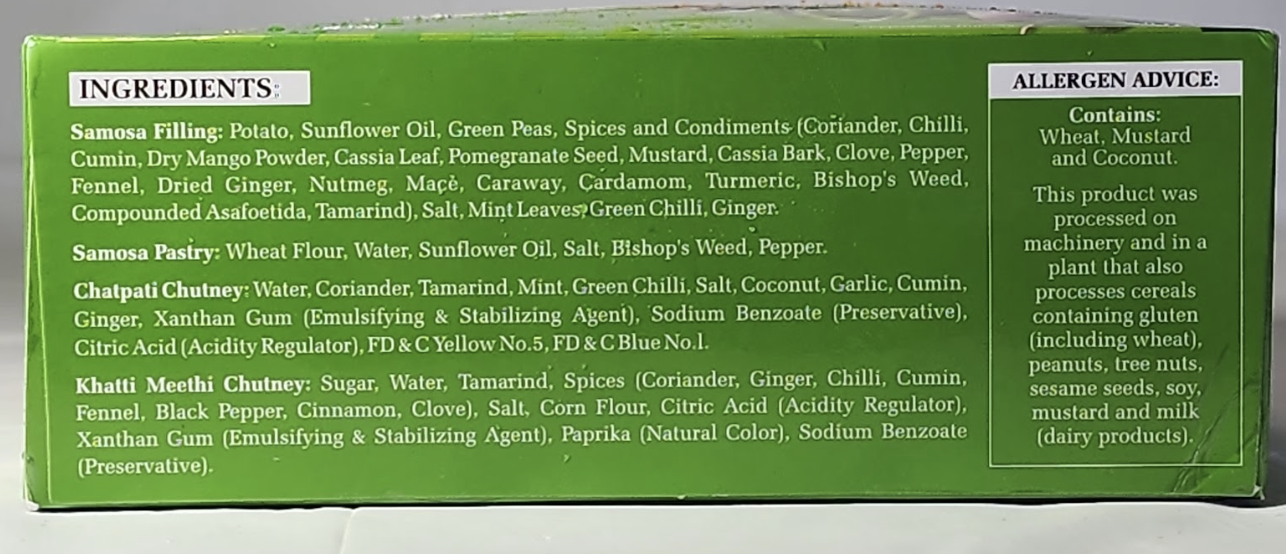 INGREDIENTS:
Samosa Filling: Potato, Sunflower Oil, Green Peas, Spices and Condiments (Coriander, Chilli,
Cumin, Dry Mango Powder, Cassia Leaf, Pomegranate Seed, Mustard, Cassia Bark, Clove, Pepper,
Fennel, Dried Ginger, Nutmeg, Mace, Caraway, Cardamom, Turmeric, Bishop's Weed,
Compounded Asafoetida, Tamarind), Salt, Mint Leaves, Green Chilli, Ginger.
Samosa Pastry: Wheat Flour, Water, Sunflower Oil, Salt, Bishop's Weed, Pepper.
Chatpati Chutney: Water, Coriander, Tamarind, Mint, Green Chilli, Salt, Coconut, Garlic, Cumin,
Ginger, Xanthan Gum (Emulsifying & Stabilizing Agent), Sodium Benzoate (Preservative),
Citric Acid (Acidity Regulator), FD & C Yellow No.5, FD & C Blue No.1.
Khatti Meethi Chutney: Sugar, Water, Tamarind, Spices (Coriander, Ginger, Chilli, Cumin,
Fennel, Black Pepper, Cinnamon, Clove), Salt, Corn Flour, Citric Acid (Acidity Regulator),
Xanthan Gum (Emulsifying & Stabilizing Agent), Paprika (Natural Color), Sodium Benzoate
(Preservative).
ALLERGEN ADVICE:
Contains:
Wheat, Mustard
and Coconut.
This product was
processed on
machinery and in a
plant that also
processes cereals
containing gluten
(including wheat),
peanuts, tree nuts,
sesame seeds, soy,
mustard and milk
(dairy products).